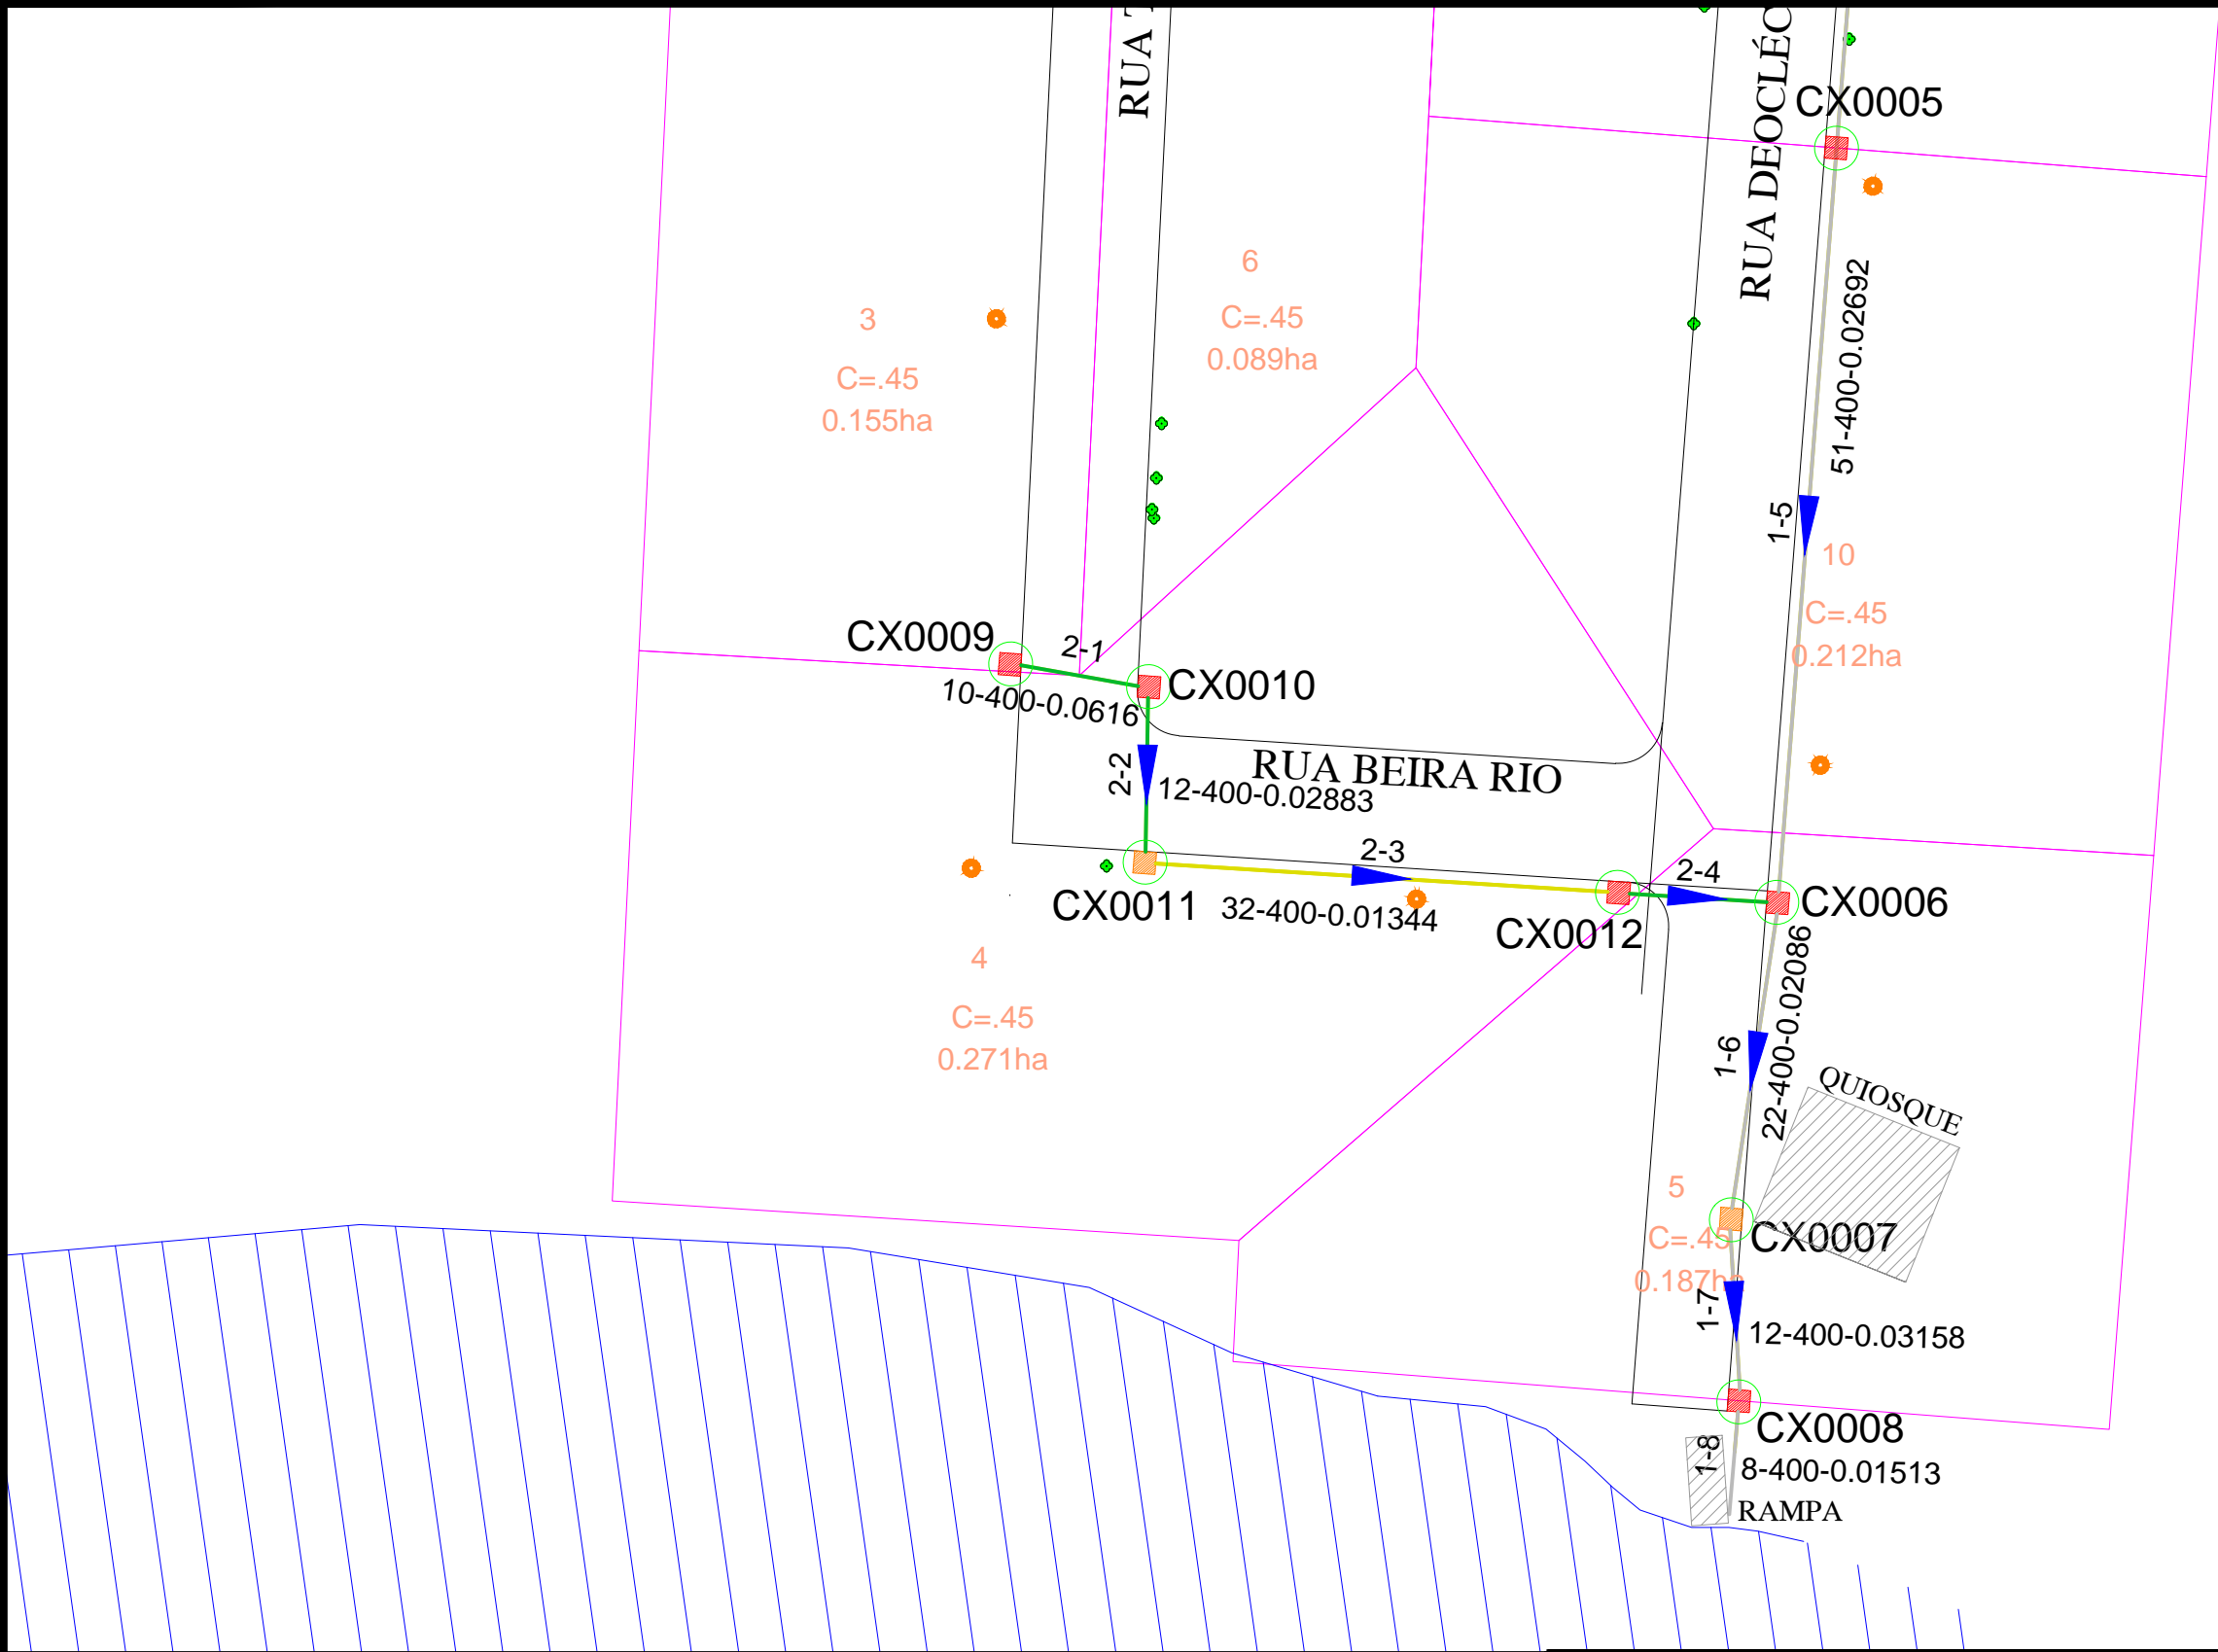 RUA
RUA DEOCLÉC
CX0005
6
C=.45
0.089ha
3
C=.45
0.155ha
51-400-0.02692
1-5
10
C=.45
0.212ha
CX0009
2-1
10-400-0.0616
CX0010
2-2
RUA BEIRA RIO
12-400-0.02883
2-3
2-4
CX0011
32-400-0.01344
CX0012
CX0006
4
C=.45
0.271ha
22-400-0.02086
1-6
QUIOSQUE
5
C=.45
0.187ha
CX0007
1-7
12-400-0.03158
CX0008
1-8
8-400-0.01513
RAMPA